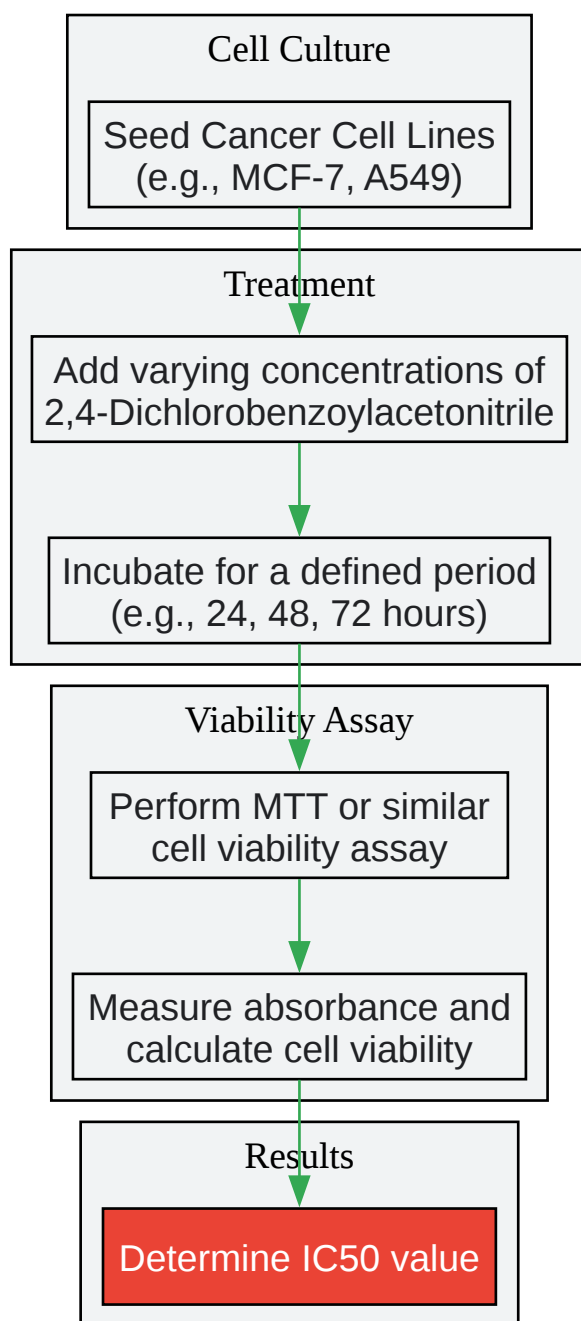 Cell Culture
Seed Cancer Cell Lines
(e.g., MCF-7, A549)
Treatment
Add varying concentrations of
2,4-Dichlorobenzoylacetonitrile
Incubate for a defined period
(e.g., 24, 48, 72 hours)
Viability Assay
Perform MTT or similar
cell viability assay
Measure absorbance and
calculate cell viability
Results
Determine IC50 value